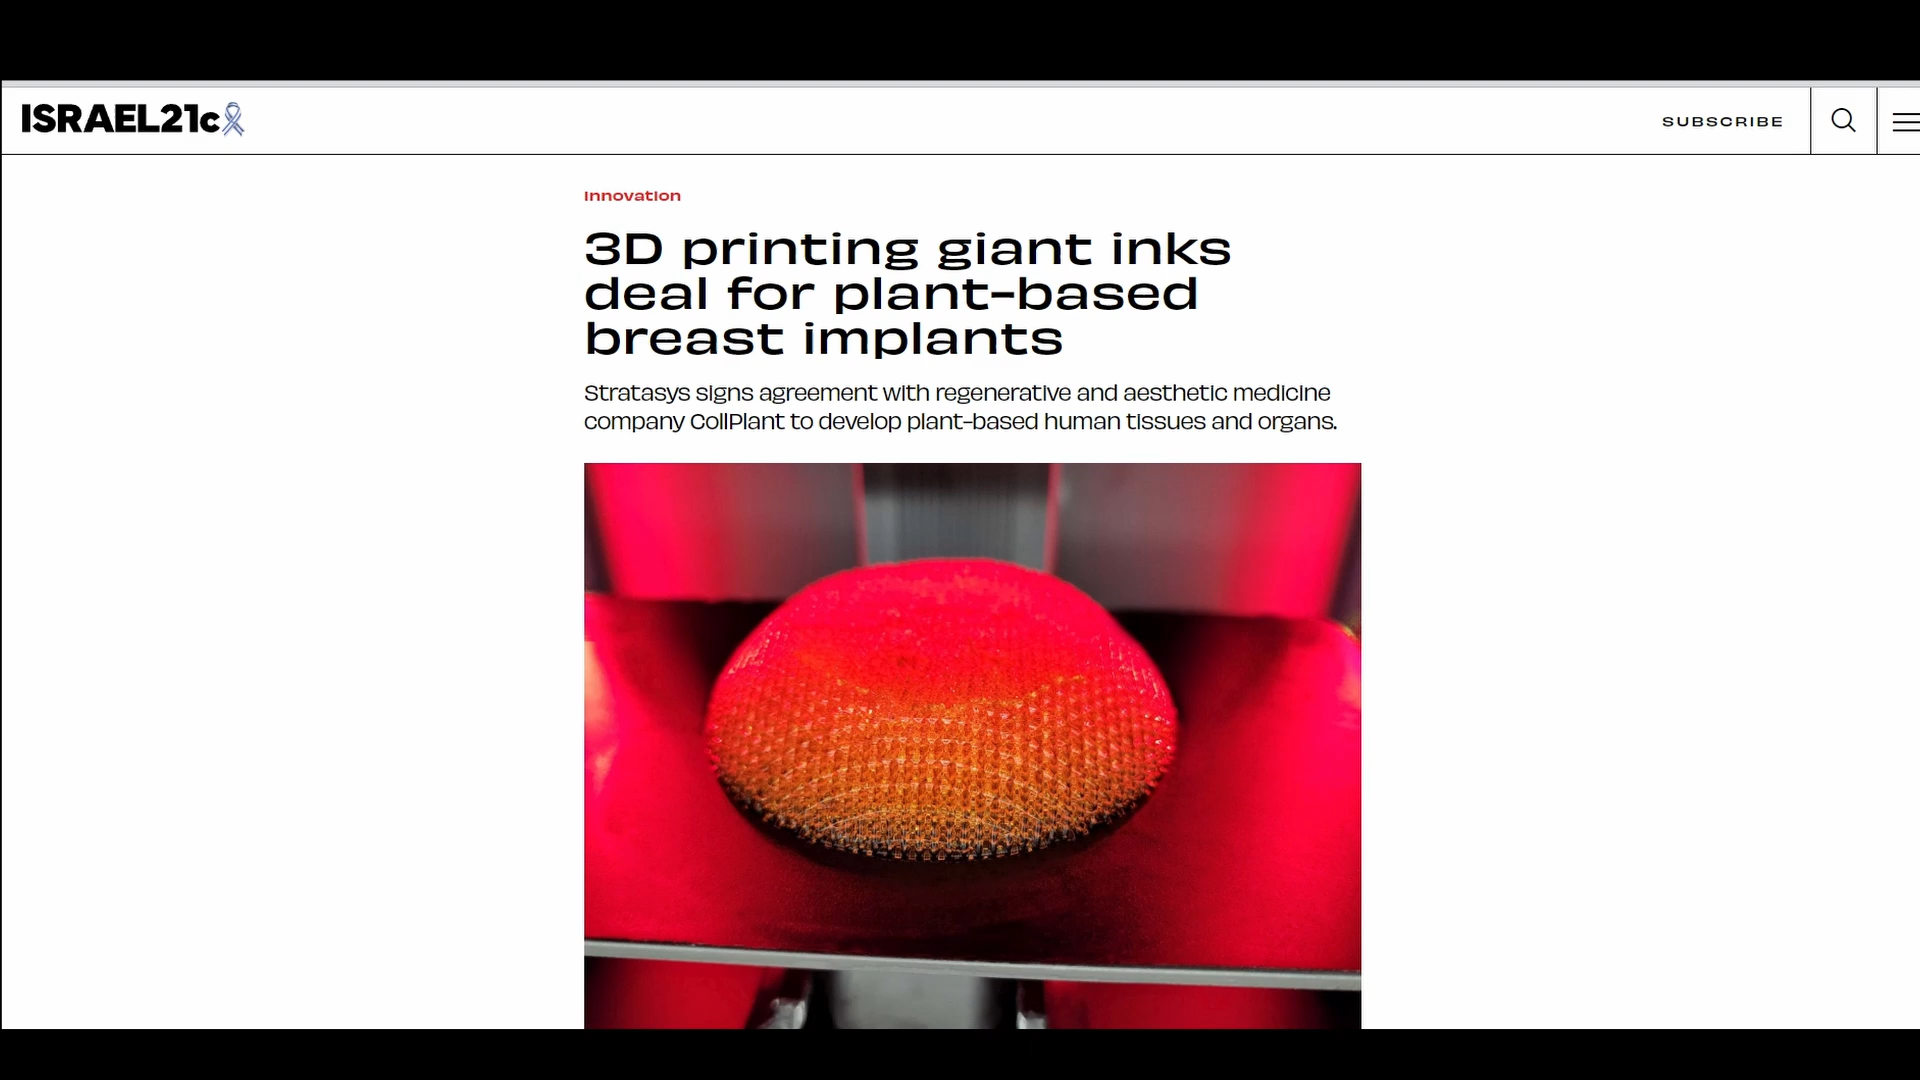 ISRAEL21c
SUBSCRIBE
Innovation
3D printing giant inks
deal for plant-based
breast implants
Stratasys signs agreement with regenerative and aesthetic medicine
company CollPlant to develop plant-based human tissues and organs.